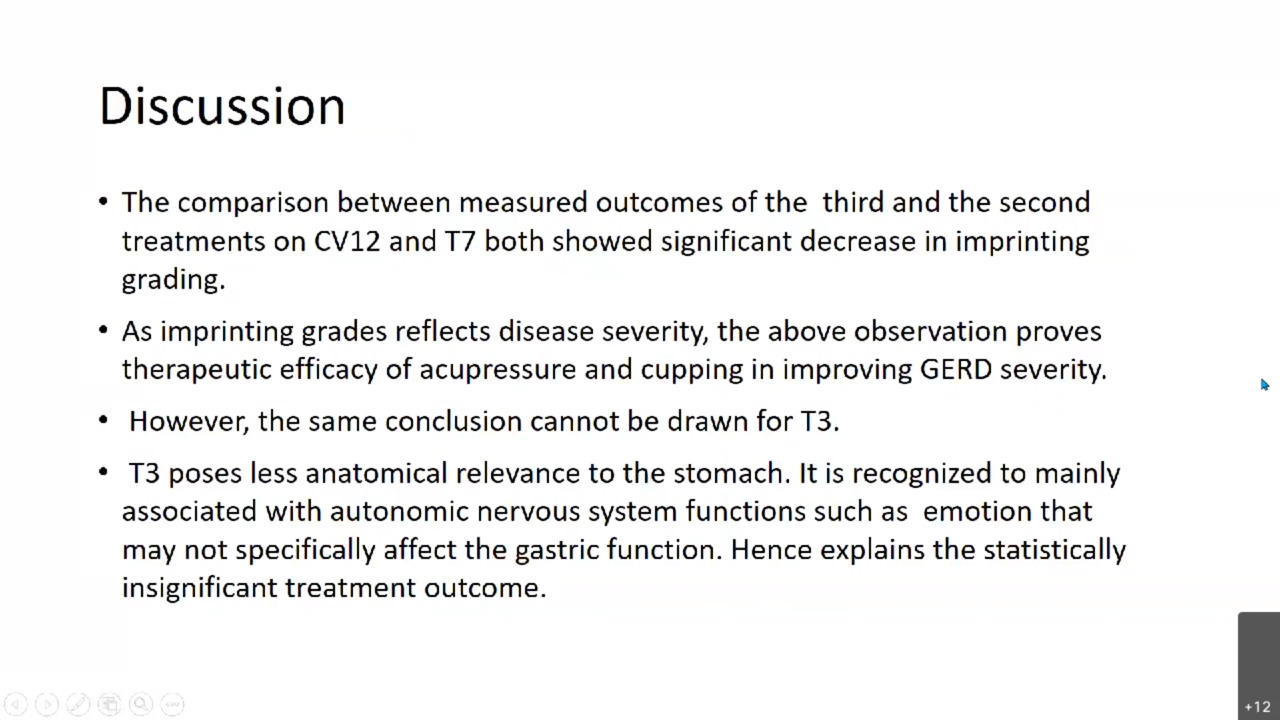 Discussion
• The comparison between measured outcomes of the  third and the second
treatments on CV12 and T7 both showed significant decrease in imprinting
grading.
• As imprinting grades reflects disease severity, the above observation proves
therapeutic efficacy of acupressure and cupping in improving GERD severity.
• However, the same conclusion cannot be drawn for T3.
• T3 poses less anatomical relevance to the stomach. It is recognized to mainly
associated with autonomic nervous system functions such as  emotion that
may not specifically affect the gastric function. Hence explains the statistically
insignificant treatment outcome.
+12